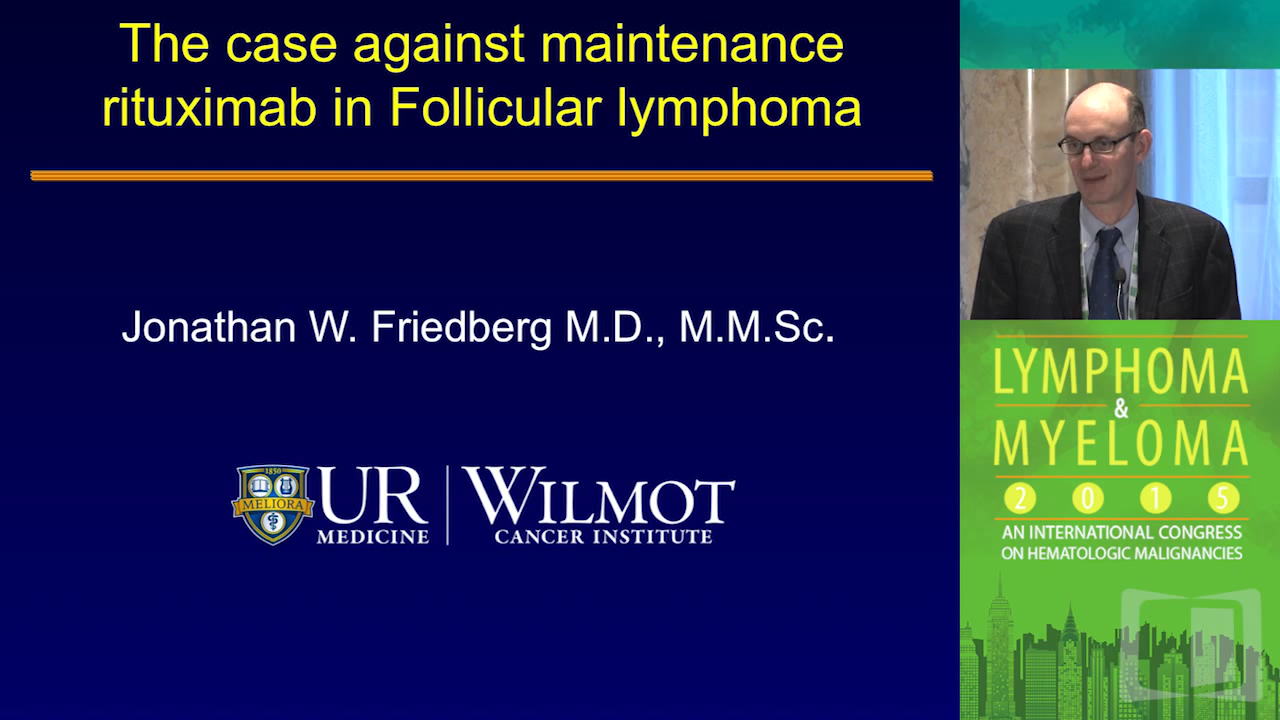 The case against maintenance
rituximab in Follicular lymphoma
Jonathan W. Friedberg M.D., M.M.Sc.
1850
MELIORA
UR
MEDICINE
WILMOT
CANCER INSTITUTE
LYMPHOMA
&
MYELOMA
2 0 1 5
AN INTERNATIONAL CONGRESS
ON HEMATOLOGIC MALIGNANCIES